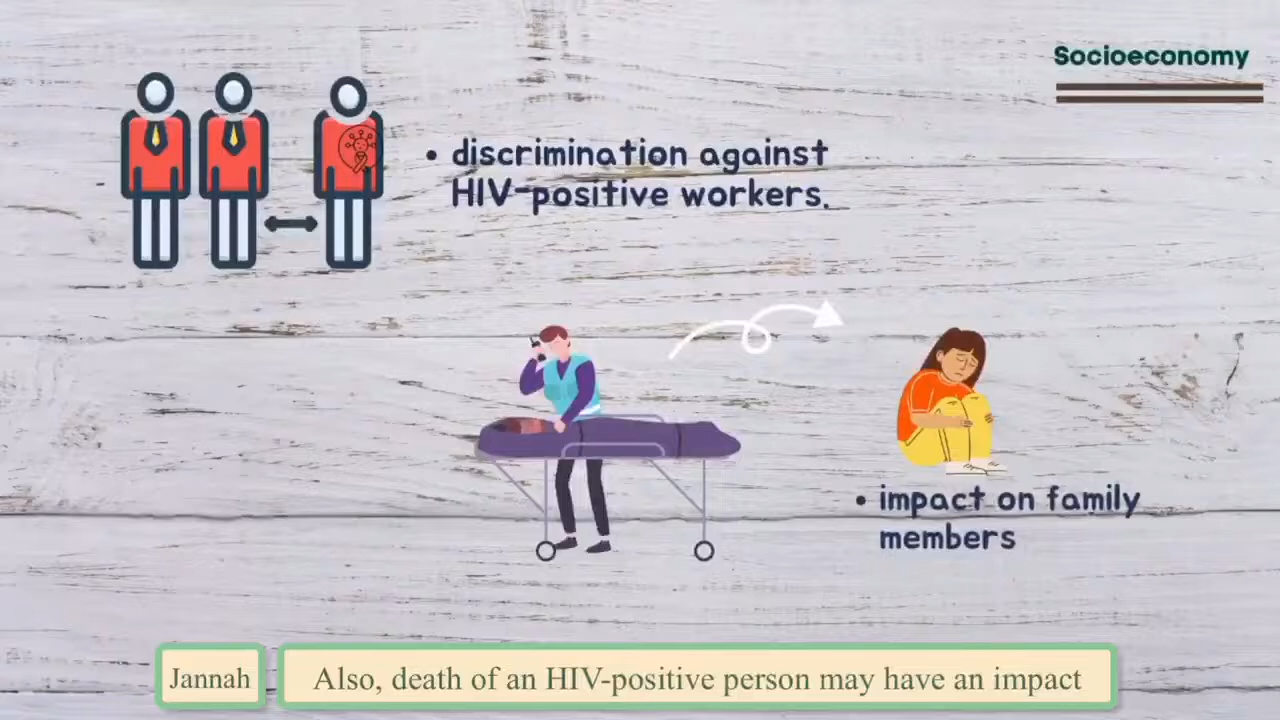 Socioeconomy
• discrimination against
HIV-positive workers.
• impact on family
members
Jannah
Also, death of an HIV-positive person may have an impact